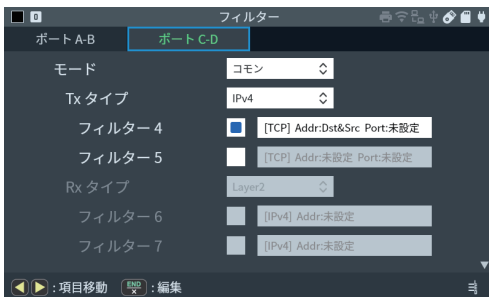 フィルター
ポート A-B ポート C-D
モード コモン
Tx タイプ IPv4
フィルター 4 [TCP] Addr:Dst&Src Port:未設定
フィルター 5 [TCP] Addr:未設定 Port:未設定
Rx タイプ Layer2
フィルター 6 [IPv4] Addr:未設定
フィルター 7 [IPv4] Addr:未設定
:項目移動 END × :編集